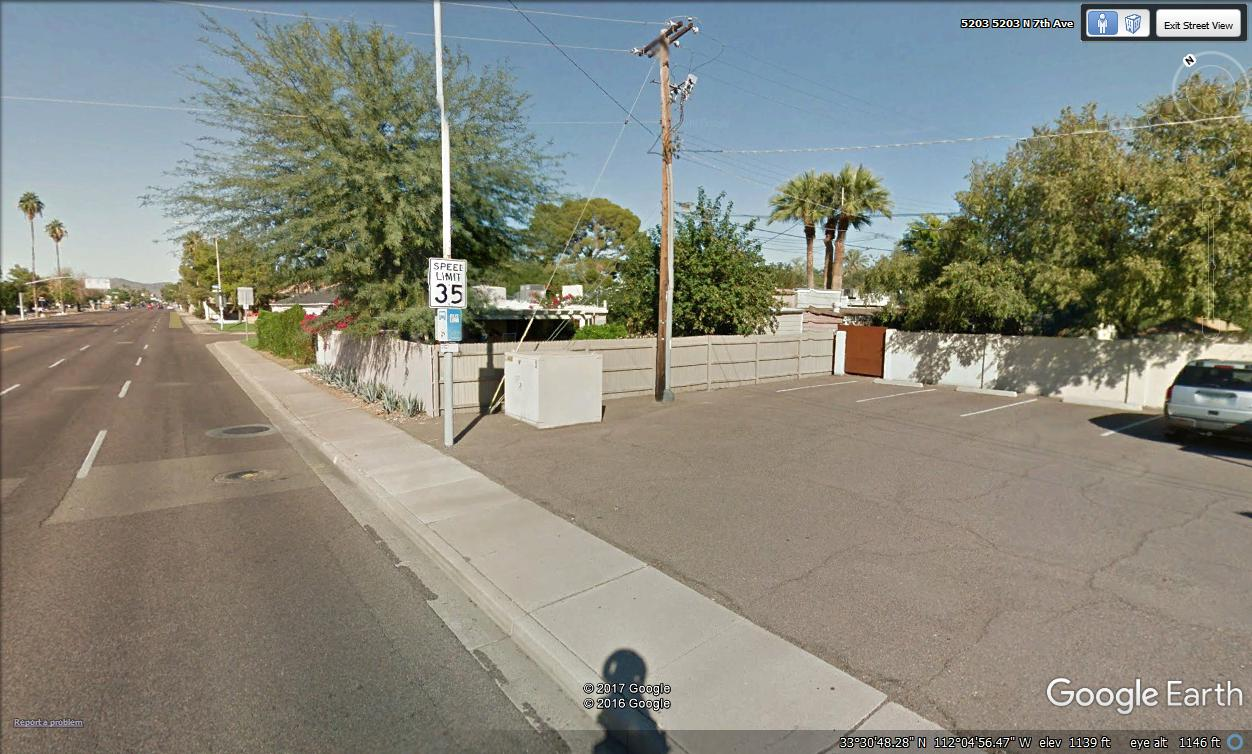 5203 5203 N 7th Ave
Exit Street View
N
SPEED
LIMIT
35
© 2017 Google
© 2016 Google
Google Earth
Report a problem
33°30'48.28" N 112°04'56.47" W elev 1139 ft eye alt 1146 ft